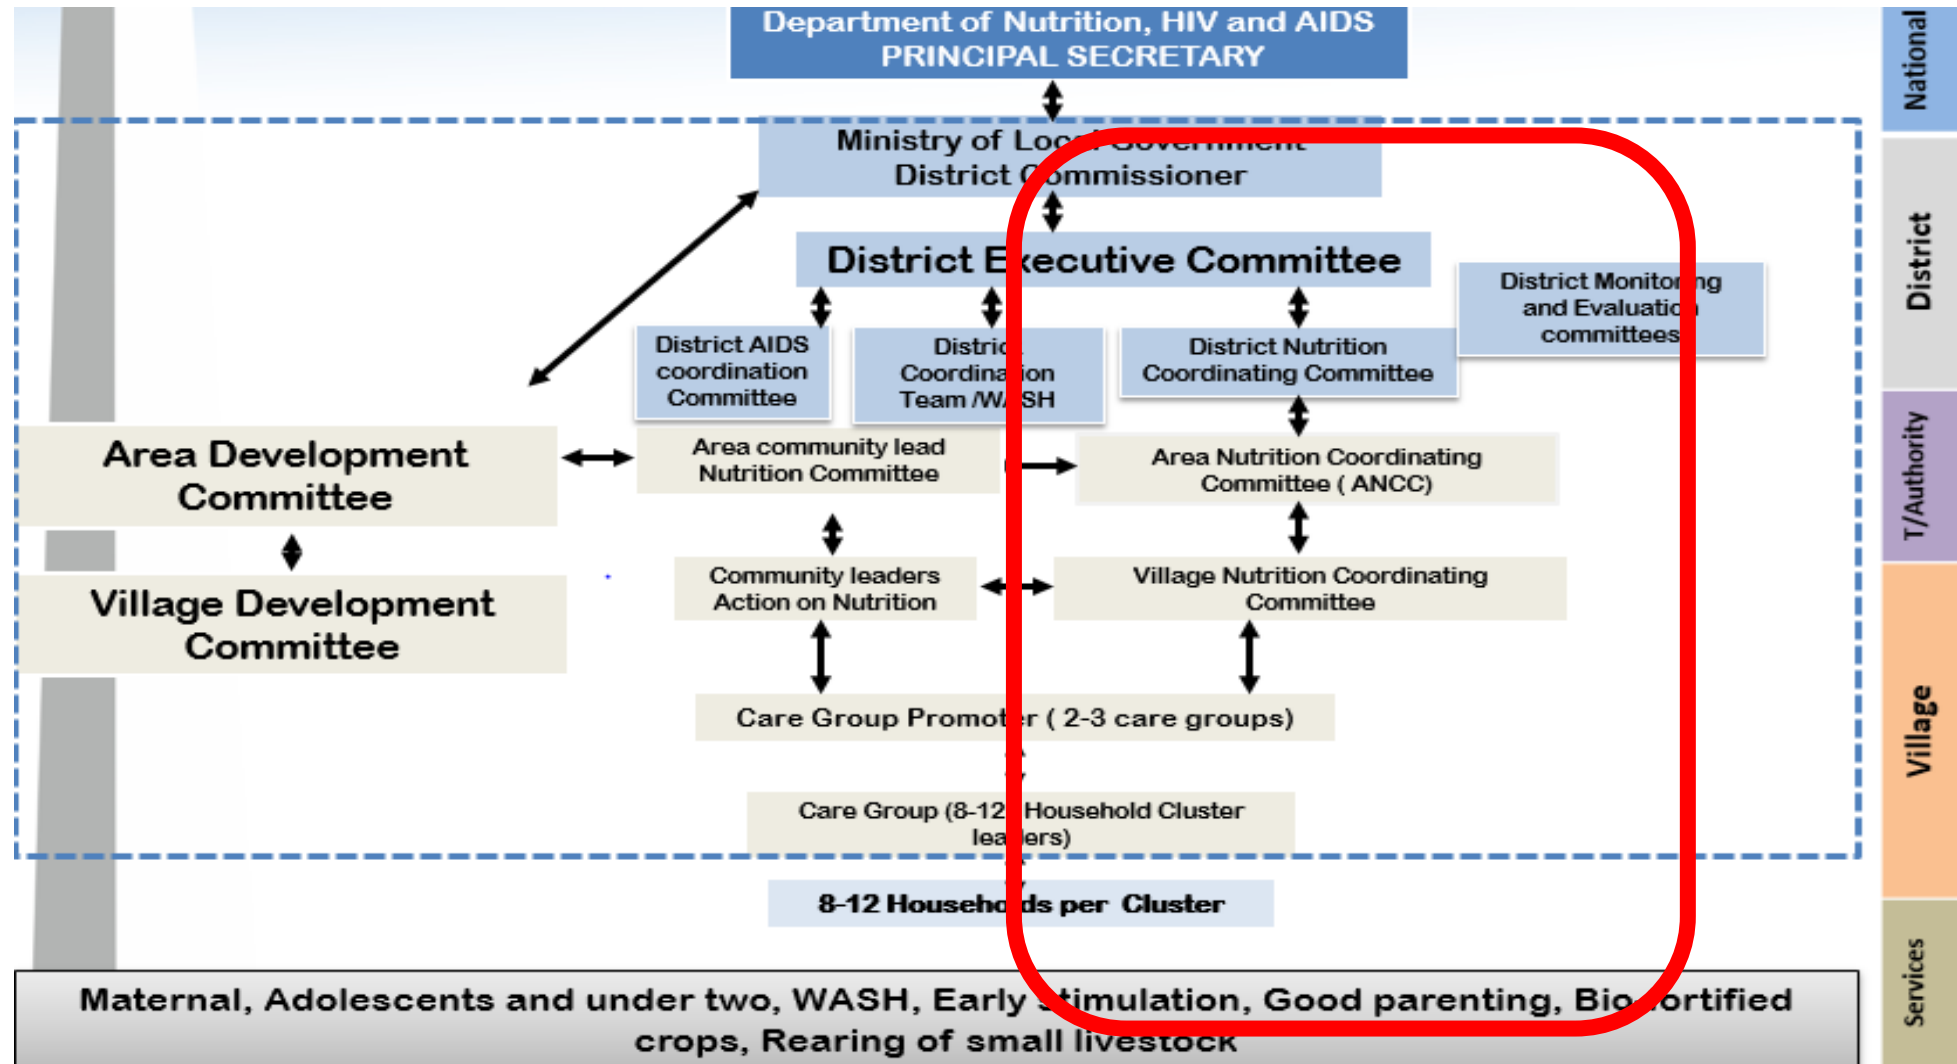 Department of Nutrition, HIV and AIDS
PRINCIPAL SECRETARY
National
Ministry of Local Government
District Commissioner
District Executive Committee
District Monitoring
and Evaluation
committees
District
District AIDS
coordination
Committee
District
Coordination
Team /WASH
District Nutrition
Coordinating Committee
Area Development
Committee
Area community lead
Nutrition Committee
Area Nutrition Coordinating
Committee ( ANCC)
T/Authority
Village Development
Committee
Community leaders
Action on Nutrition
Village Nutrition Coordinating
Committee
Care Group Promoter ( 2-3 care groups)
Village
Care Group (8-12 Household Cluster
leaders)
8-12 Households per Cluster
Services
Maternal, Adolescents and under two, WASH, Early stimulation, Good parenting, Bio-fortified
crops, Rearing of small livestock